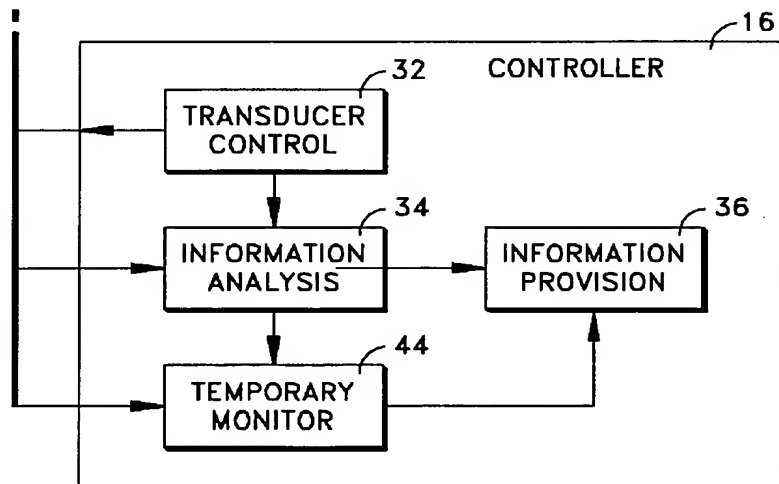 16
CONTROLLER
32
TRANSDUCER
CONTROL
34
INFORMATION
ANALYSIS
36
INFORMATION
PROVISION
44
TEMPORARY
MONITOR